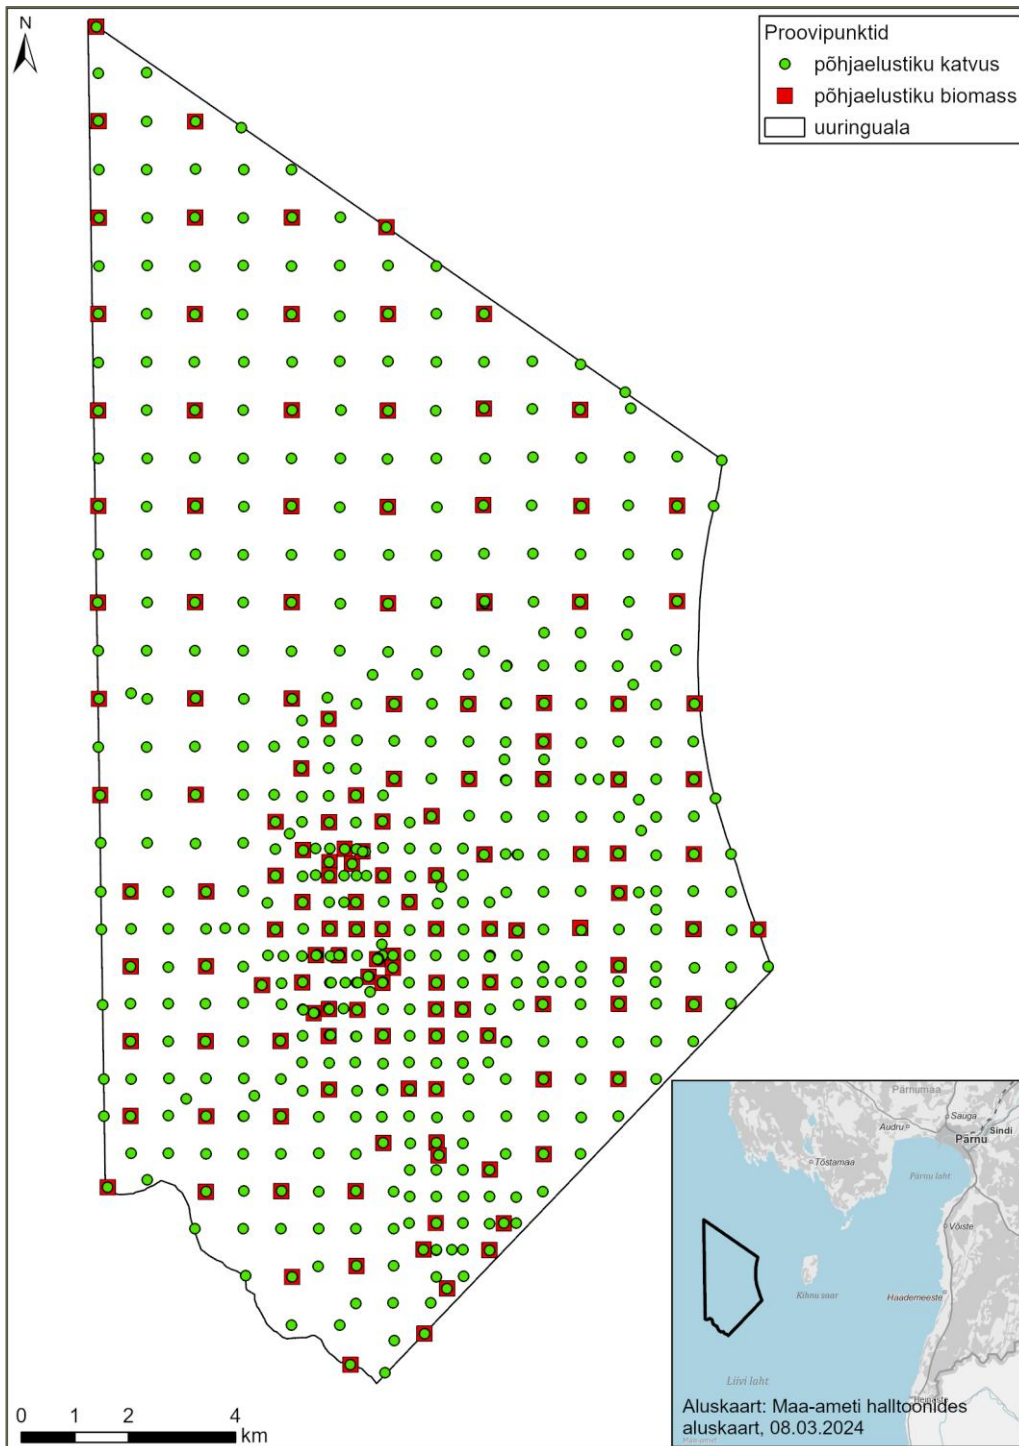 N
Proovipunktid
põhjaelustiku katvus
põhjaelustiku biomass
uuringuala
Pärnumaa
Sauga
Audru
Sindi
Pärnu
Tõstamaa
Pärnu laht
Võiste
Kihnu saar
Häädemeeste
Liivi laht
Aluskaart: Maa-ameti halltoonides
aluskaart, 08.03.2024
0 1 2 4
km